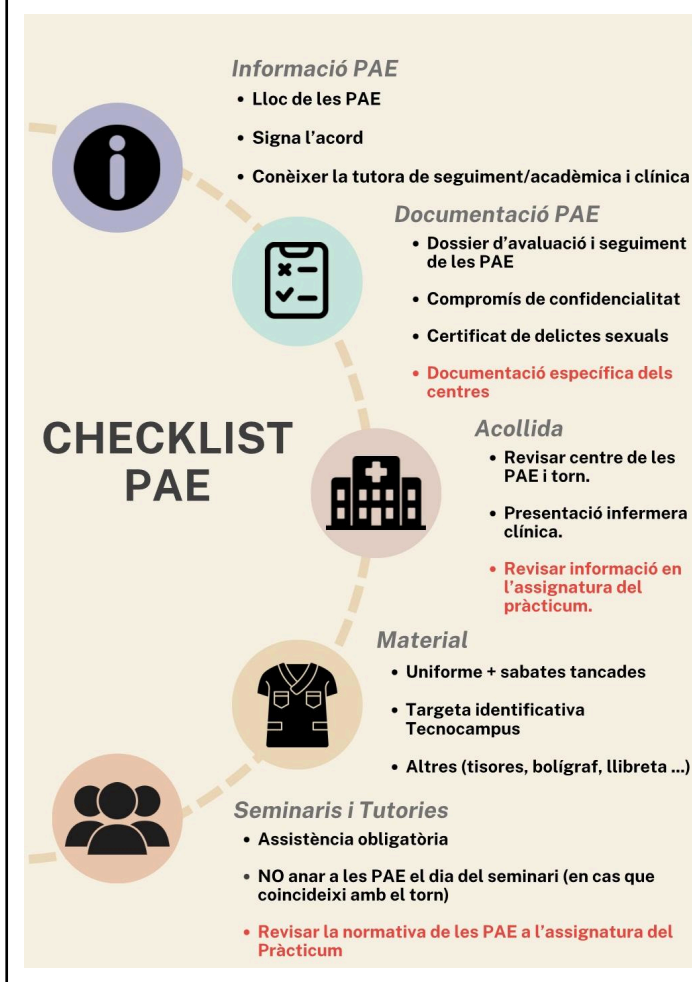 Informació PAE
• Lloc de les PAE
• Signa l'acord
• Conèixer la tutora de seguiment/acadèmica i clínica
Documentació PAE
• Dossier d'avaluació i seguiment
de les PAE
• Compromís de confidencialitat
• Certificat de delictes sexuals
• Documentació específica dels
centres
CHECKLIST
PAE
Acollida
• Revisar centre de les
PAE i torn.
• Presentació infermera
clínica.
• Revisar informació en
l'assignatura del
pràcticum.
Material
• Uniforme + sabates tancades
• Targeta identificativa
Tecnocampus
• Altres (tisores, bolígraf, llibreta ...)
Seminaris i Tutories
• Assistència obligatòria
• NO anar a les PAE el dia del seminari (en cas que
coincideixi amb el torn)
• Revisar la normativa de les PAE a l'assignatura del
Pràcticum